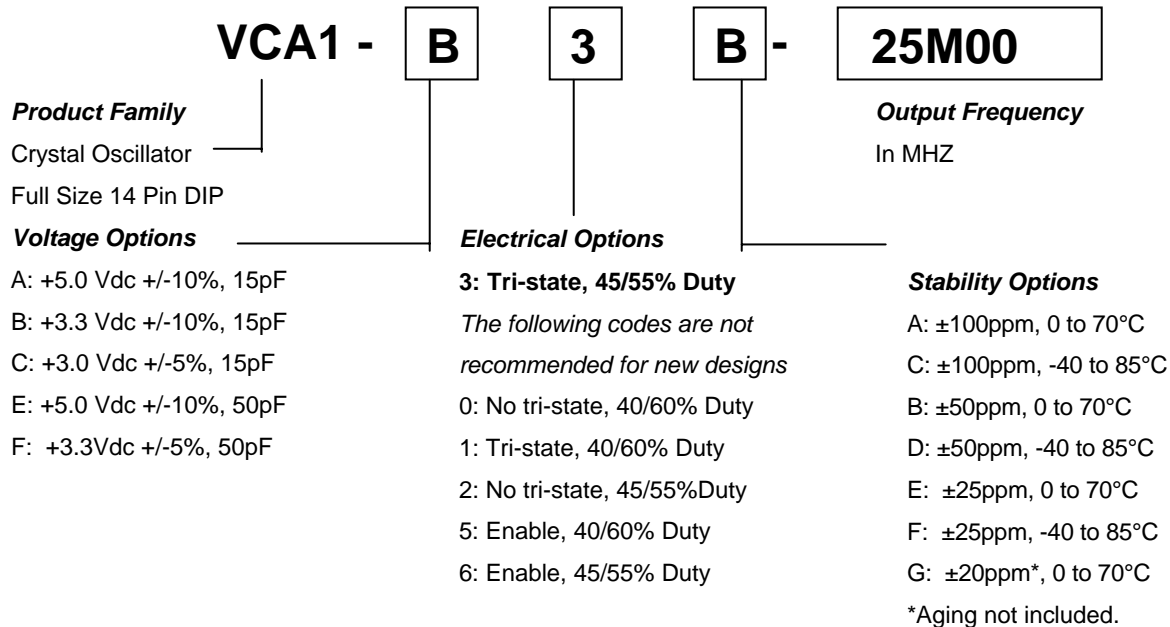 VCA1 - B 3 B - 25M00
Product Family
Crystal Oscillator
Full Size 14 Pin DIP
Voltage Options
A: +5.0 Vdc +/-10%, 15pF
B: +3.3 Vdc +/-10%, 15pF
C: +3.0 Vdc +/-5%, 15pF
E: +5.0 Vdc +/-10%, 50pF
F: +3.3Vdc +/-5%, 50pF
Electrical Options
3: Tri-state, 45/55% Duty
The following codes are not
recommended for new designs
0: No tri-state, 40/60% Duty
1: Tri-state, 40/60% Duty
2: No tri-state, 45/55%Duty
5: Enable, 40/60% Duty
6: Enable, 45/55% Duty
Output Frequency
In MHZ
Stability Options
A: ±100ppm, 0 to 70°C
C: ±100ppm, -40 to 85°C
B: ±50ppm, 0 to 70°C
D: ±50ppm, -40 to 85°C
E: ±25ppm, 0 to 70°C
F: ±25ppm, -40 to 85°C
G: ±20ppm*, 0 to 70°C
*Aging not included.